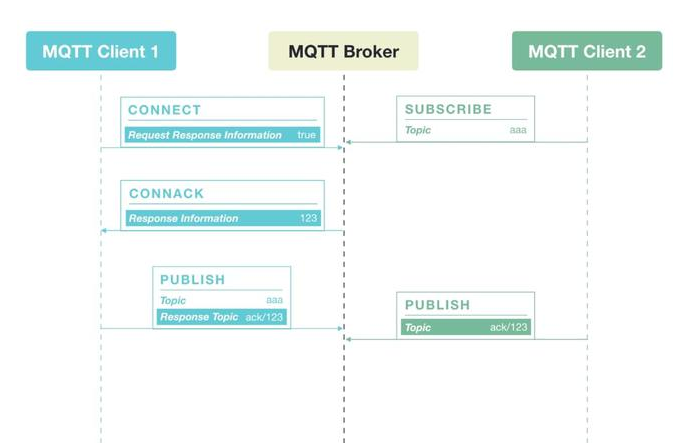 MQTT Client 1
MQTT Broker
MQTT Client 2
CONNECT
Request Response Information true
SUBSCRIBE
Topic aaa
CONNACK
Response Information 123
PUBLISH
Topic aaa
Response Topic ack/123
PUBLISH
Topic ack/123